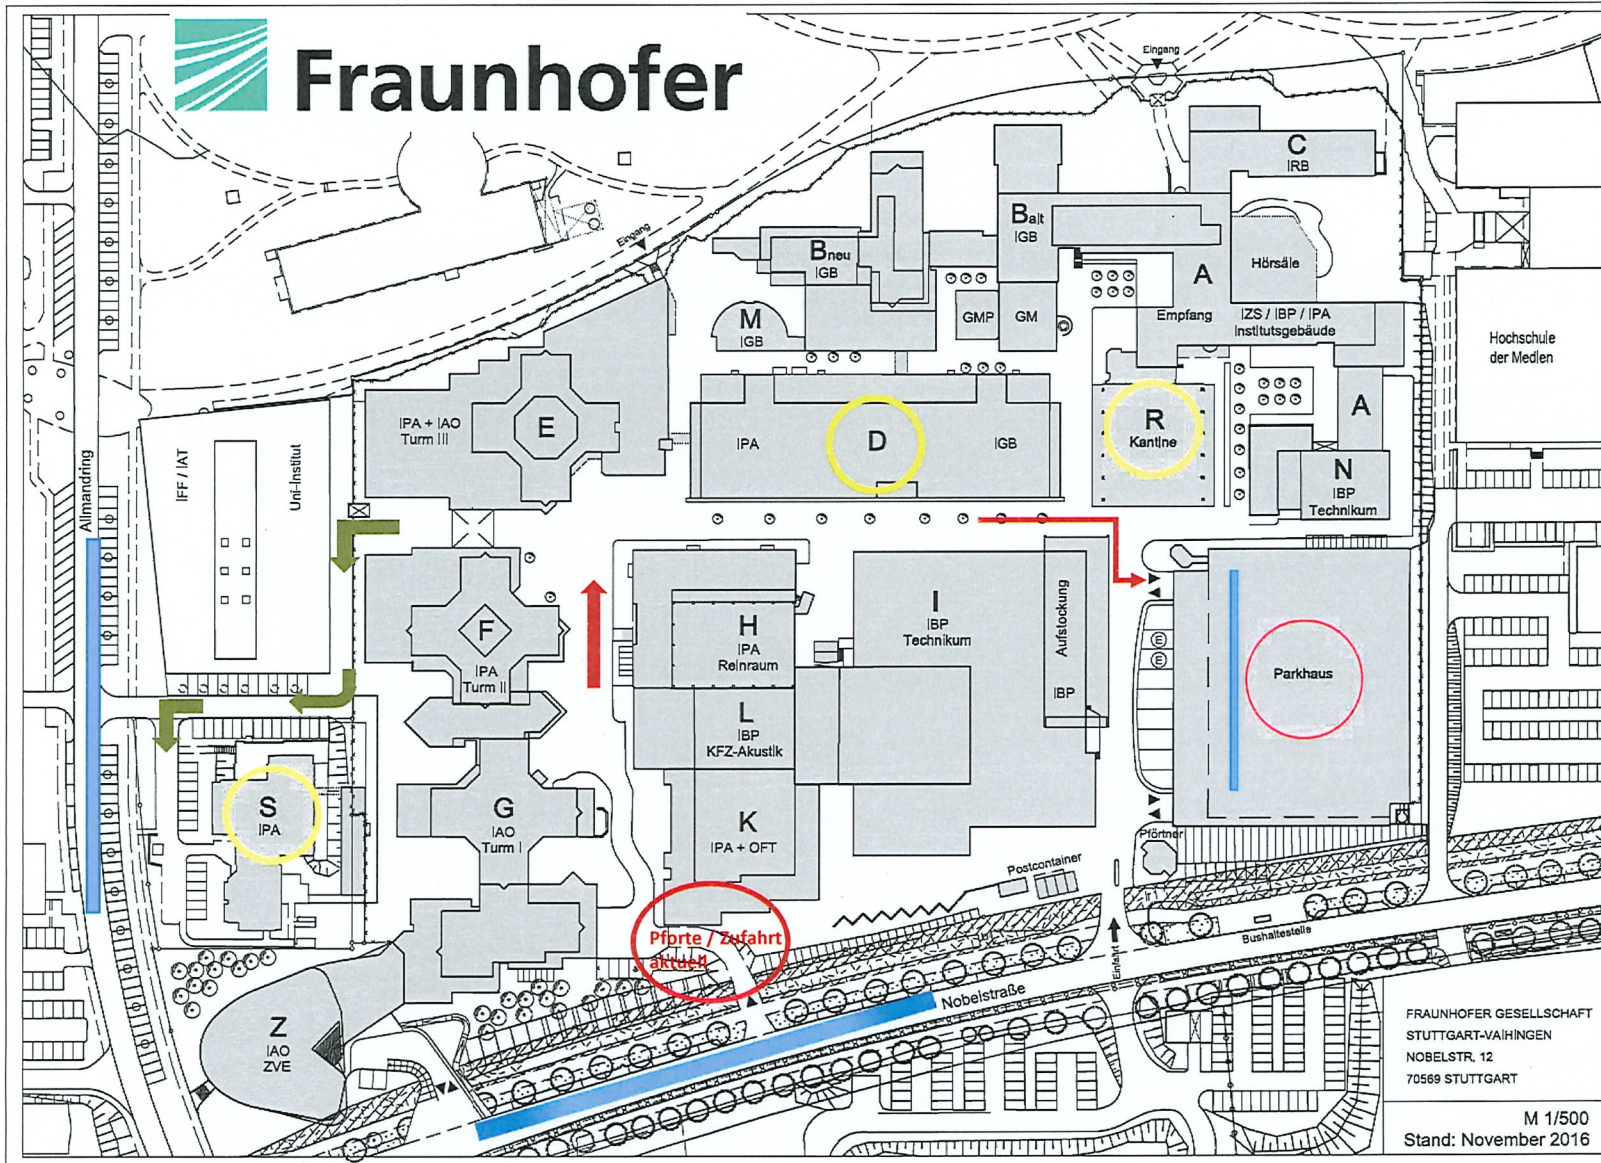 Fraunhofer
Eingang
C
IRB
Balt
IGB
Eingang
Bneu
IGB
A
Hörsäle
M
IGB
GMP
GM
Empfang
IZS / IBP / IPA
Institutsgebäude
Hochschule
der Medien
IPA + IAO
Turm III
E
IPA
D
IGB
R
Kantine
A
N
IBP
Technikum
Allmandring
IFF / IAT
Uni-Institut
F
IPA
Turm II
H
IPA
Reinraum
I
IBP
Technikum
Aufstockung
IBP
E
E
Parkhaus
L
IBP
KFZ-Akustik
S
IPA
G
IAO
Turm I
K
IPA + OFT
Pförtner
Postcontainer
Pforte / Zufahrt
aktuell
Einfahrt
Bushaltestelle
Nobelstraße
Z
IAO
ZVE
FRAUNHOFER GESELLSCHAFT
STUTTGART-VAIHINGEN
NOBELSTR. 12
70569 STUTTGART
M 1/500
Stand: November 2016